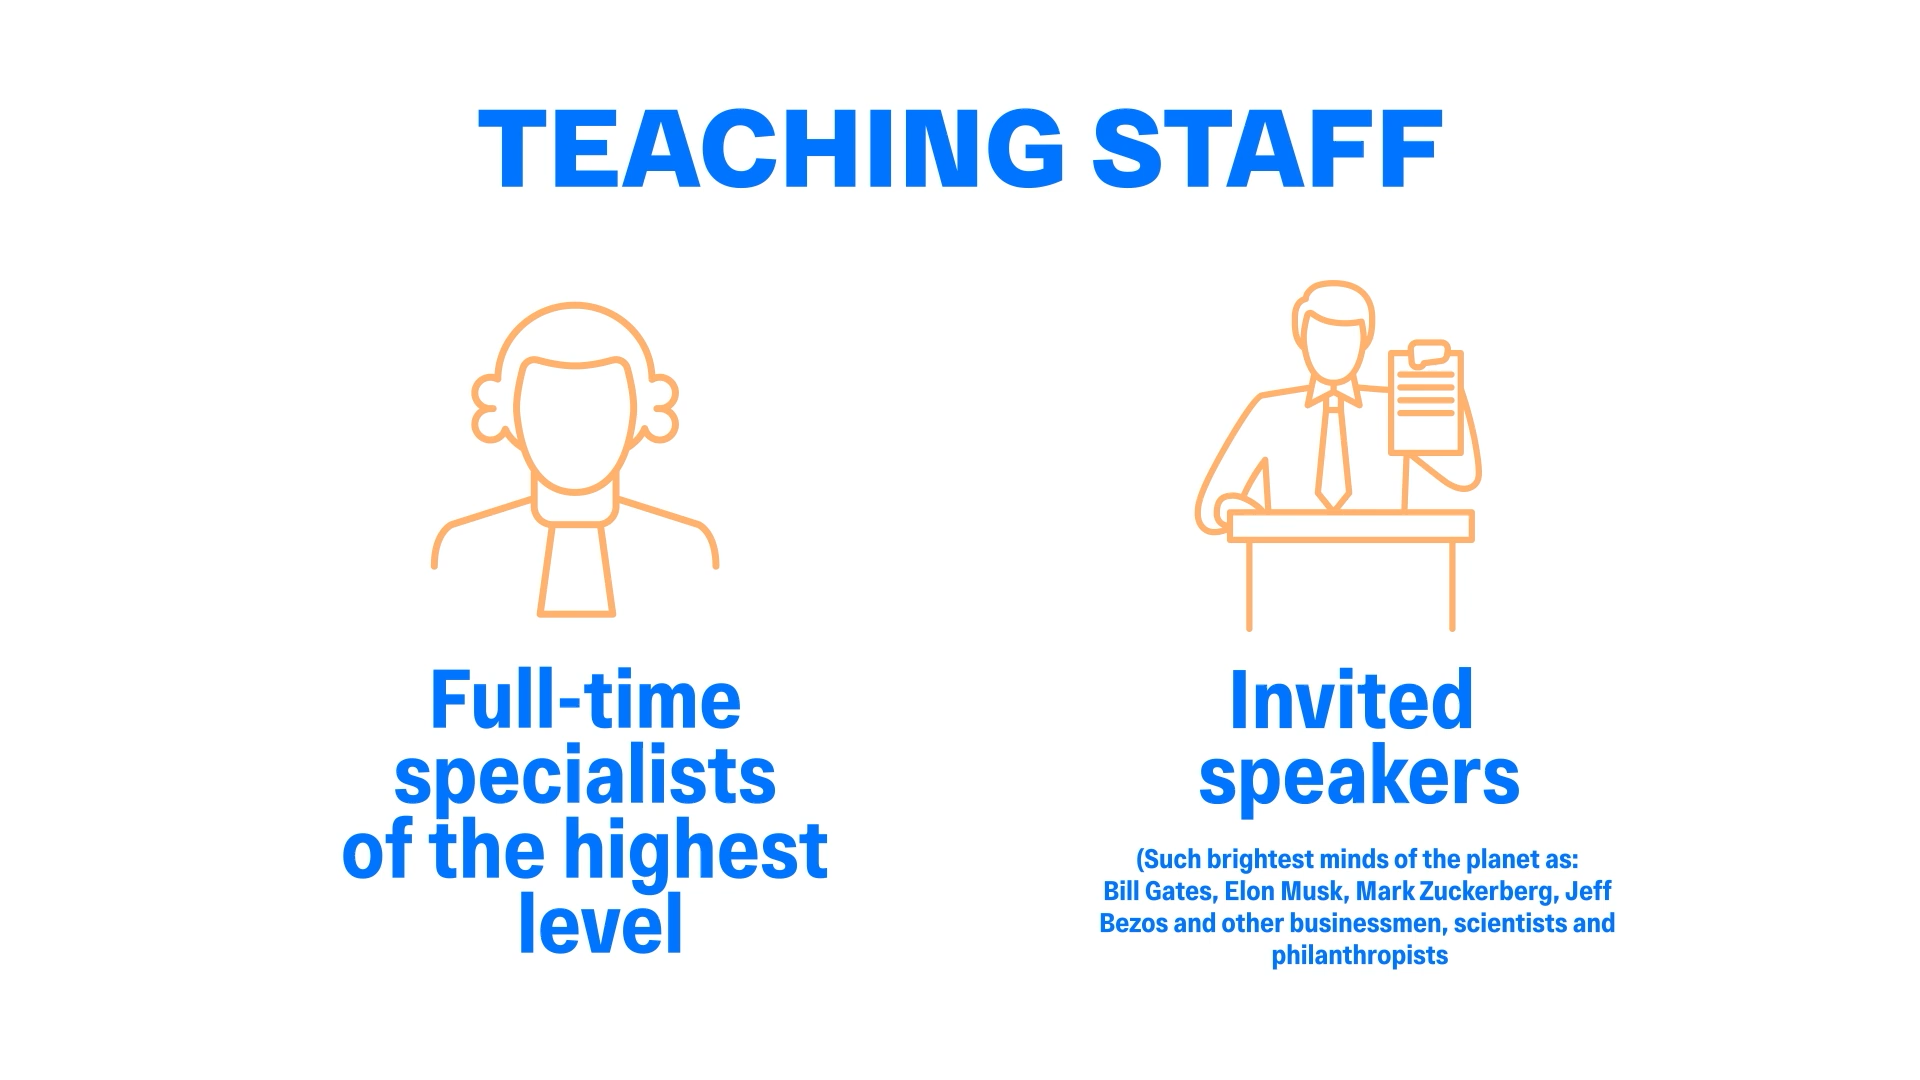 TEACHING STAFF
Full-time
specialists
of the highest
level
Invited
speakers
(Such brightest minds of the planet as:
Bill Gates, Elon Musk, Mark Zuckerberg, Jeff
Bezos and other businessmen, scientists and
philanthropists